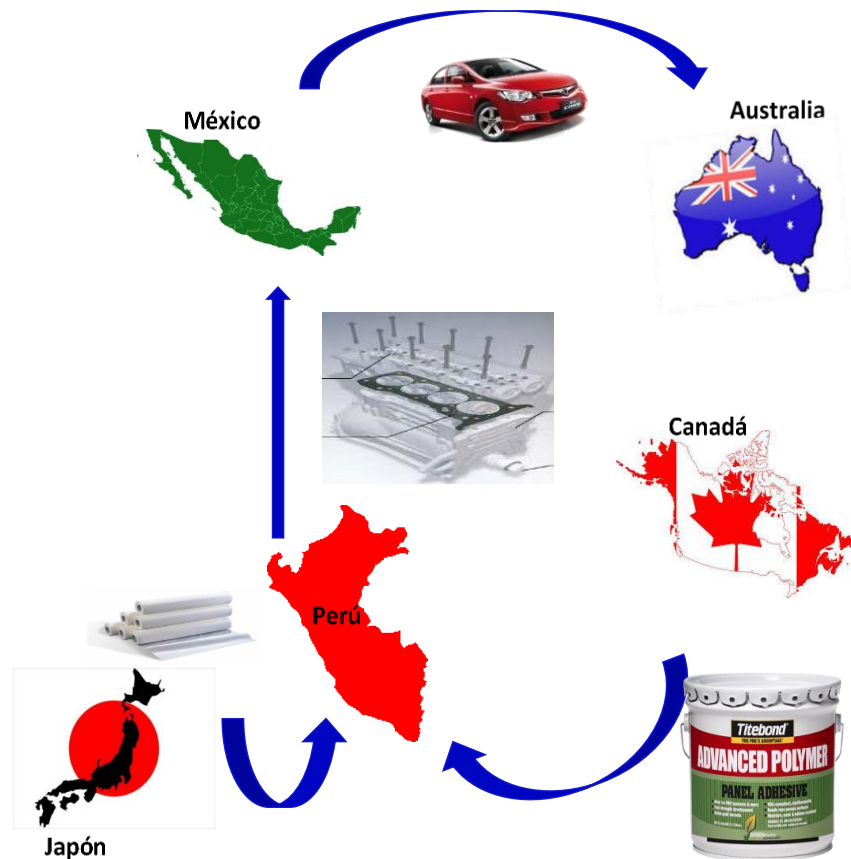 México
Australia
Canadá
Perú
Japón
Titebond
ADVANCED POLYMER
PANEL ADHESIVE